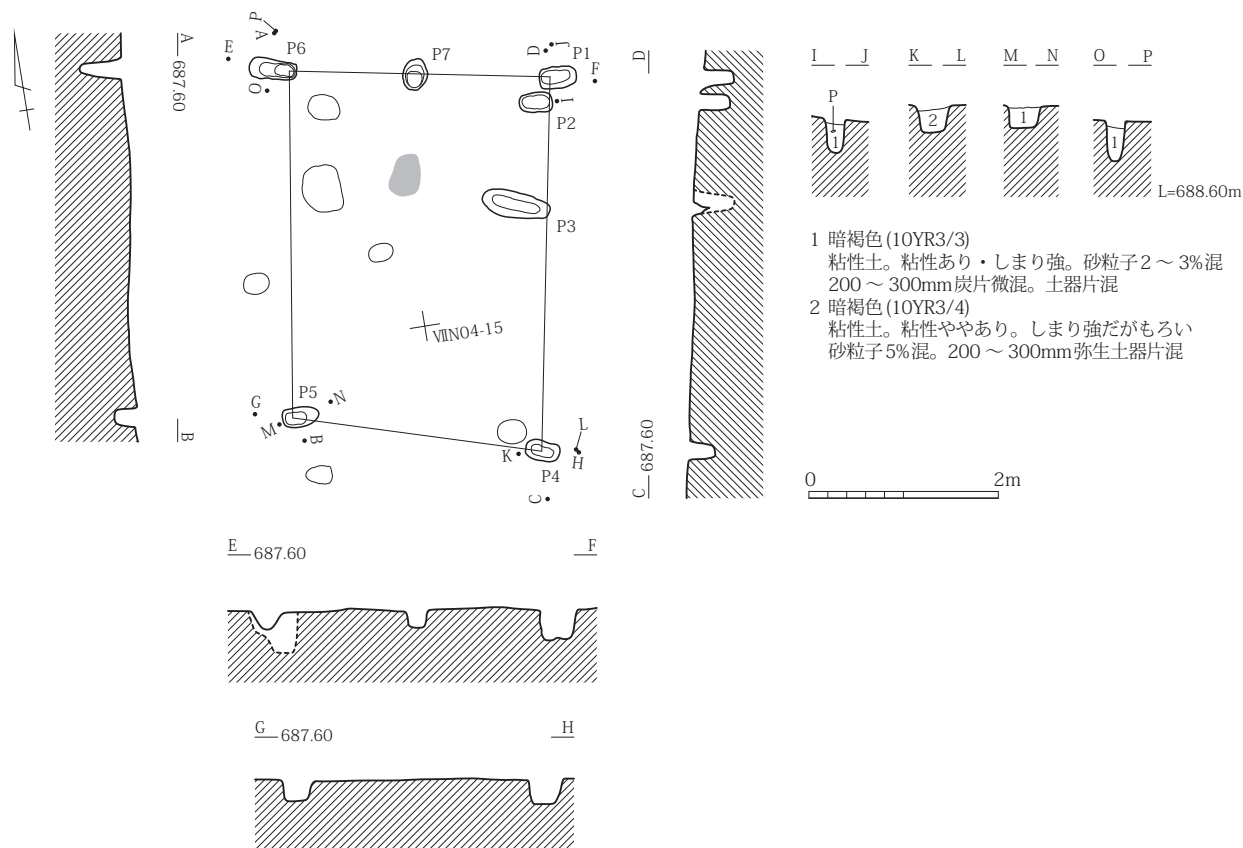 A
687.60
B
P
A
E
P6
P7
D
J
P1
F
O
I
P2
P3
ⅦN04-15
P5
N
G
M
B
L
K
H
P4
C
D
687.60
C
I J
K L
M N
O P
P
1
2
1
1
L=688.60m
1 暗褐色(10YR3/3)
粘性土。粘性あり・しまり強。砂粒子2～3%混
200～300mm炭片微混。土器片混
2 暗褐色(10YR3/4)
粘性土。粘性ややあり。しまり強だがもろい
砂粒子5%混。200～300mm弥生土器片混
0 2m
E 687.60 F
G 687.60 H